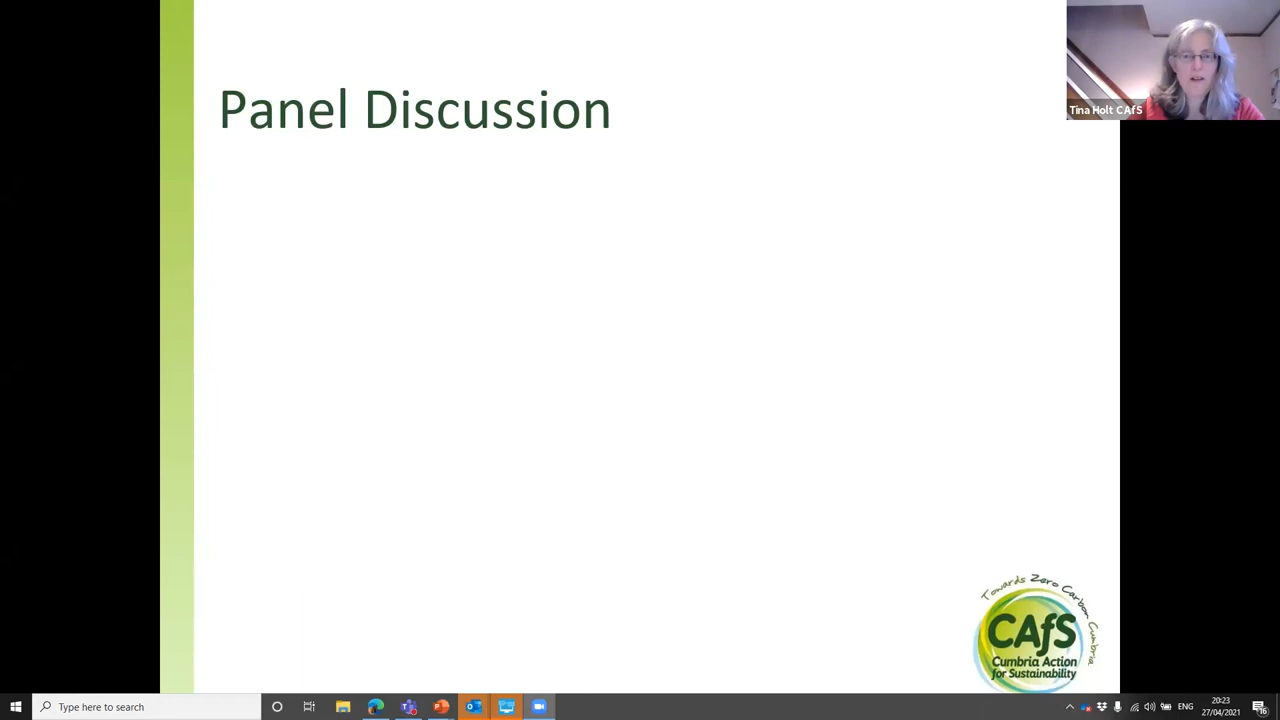 Panel Discussion
Tina Holt CAfS
Towards Zero Carbon Cumbria
CAfS
Cumbria Action
for Sustainability
Type here to search
ENG
20:23
27/04/2021
16